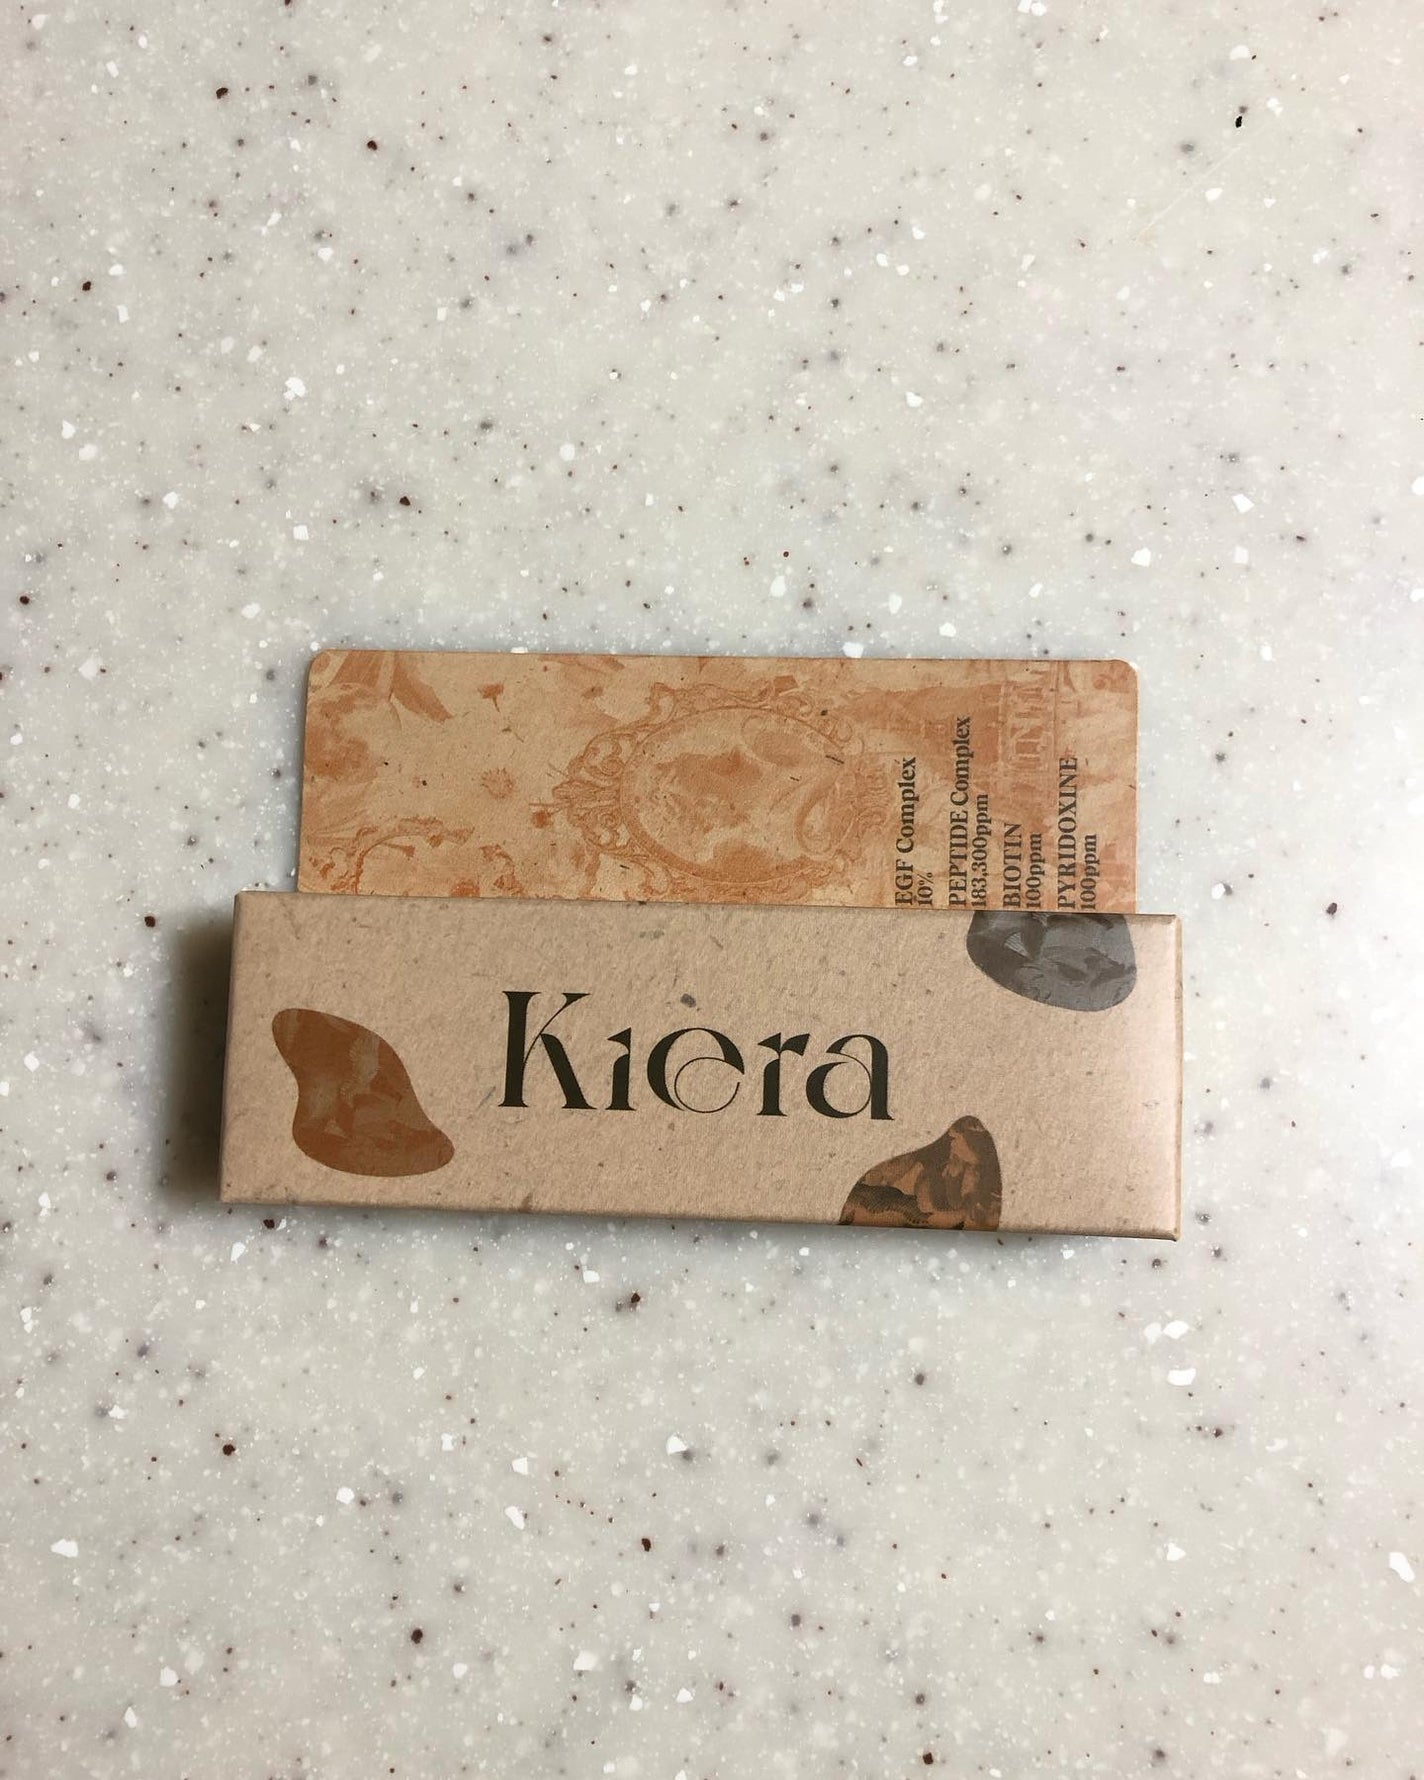 EGF Complex
10%
PEPTIDE Complex
183,300ppm
BIOTIN
100ppm
PYRIDOXINE
100ppm
Kiera